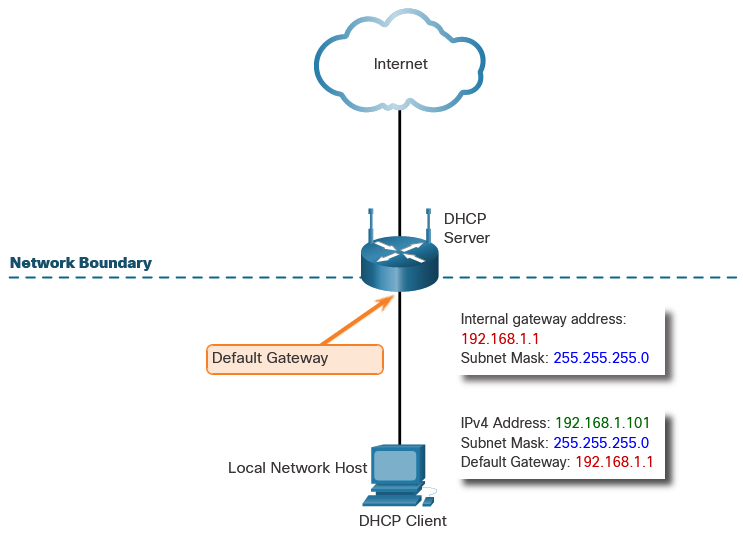 Internet
DHCP
Server
Network Boundary
Internal gateway address:
192.168.1.1
Subnet Mask: 255.255.255.0
Default Gateway
IPv4 Address: 192.168.1.101
Subnet Mask: 255.255.255.0
Default Gateway: 192.168.1.1
Local Network Host
DHCP Client